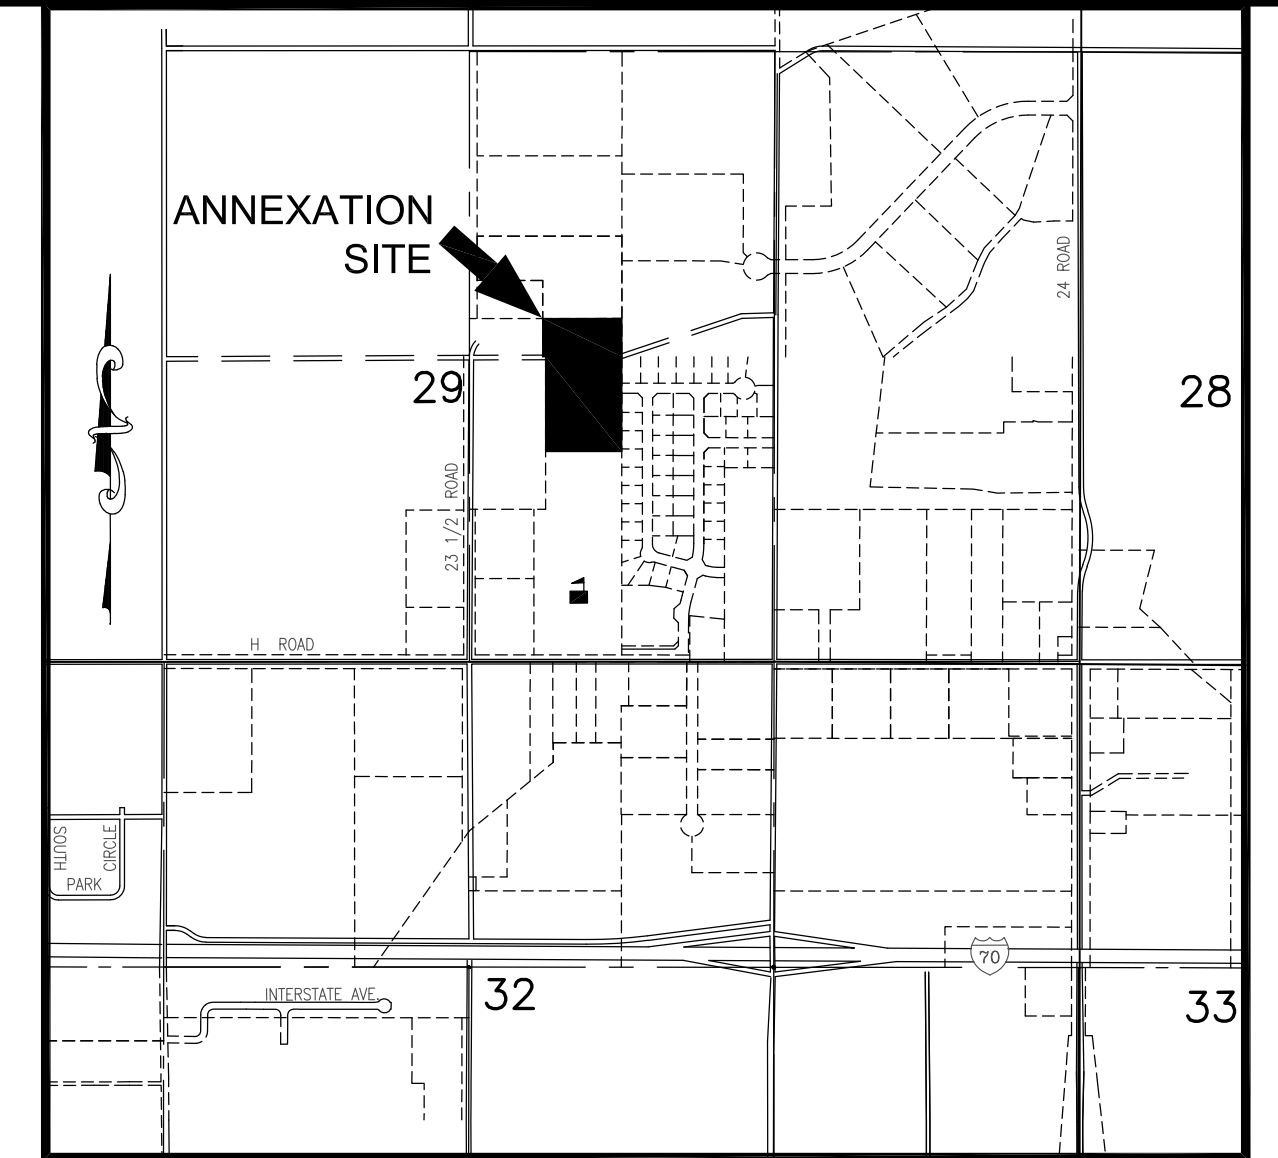 ANNEXATION
SITE
24 ROAD
29
28
23 1/2 ROAD
H ROAD
SOUTH
PARK
CIRCLE
70
INTERSTATE AVE.
32
33